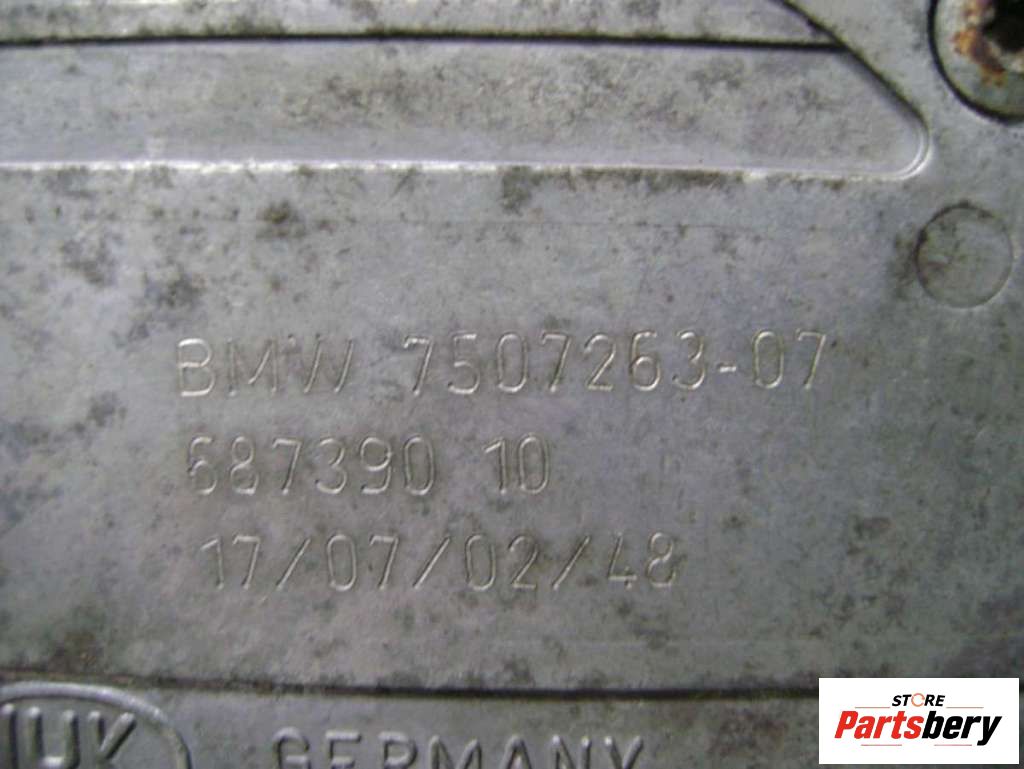 BMW 7507263-07
687390 10
17/07/02/48
GERMANY
STORE
Partsbery